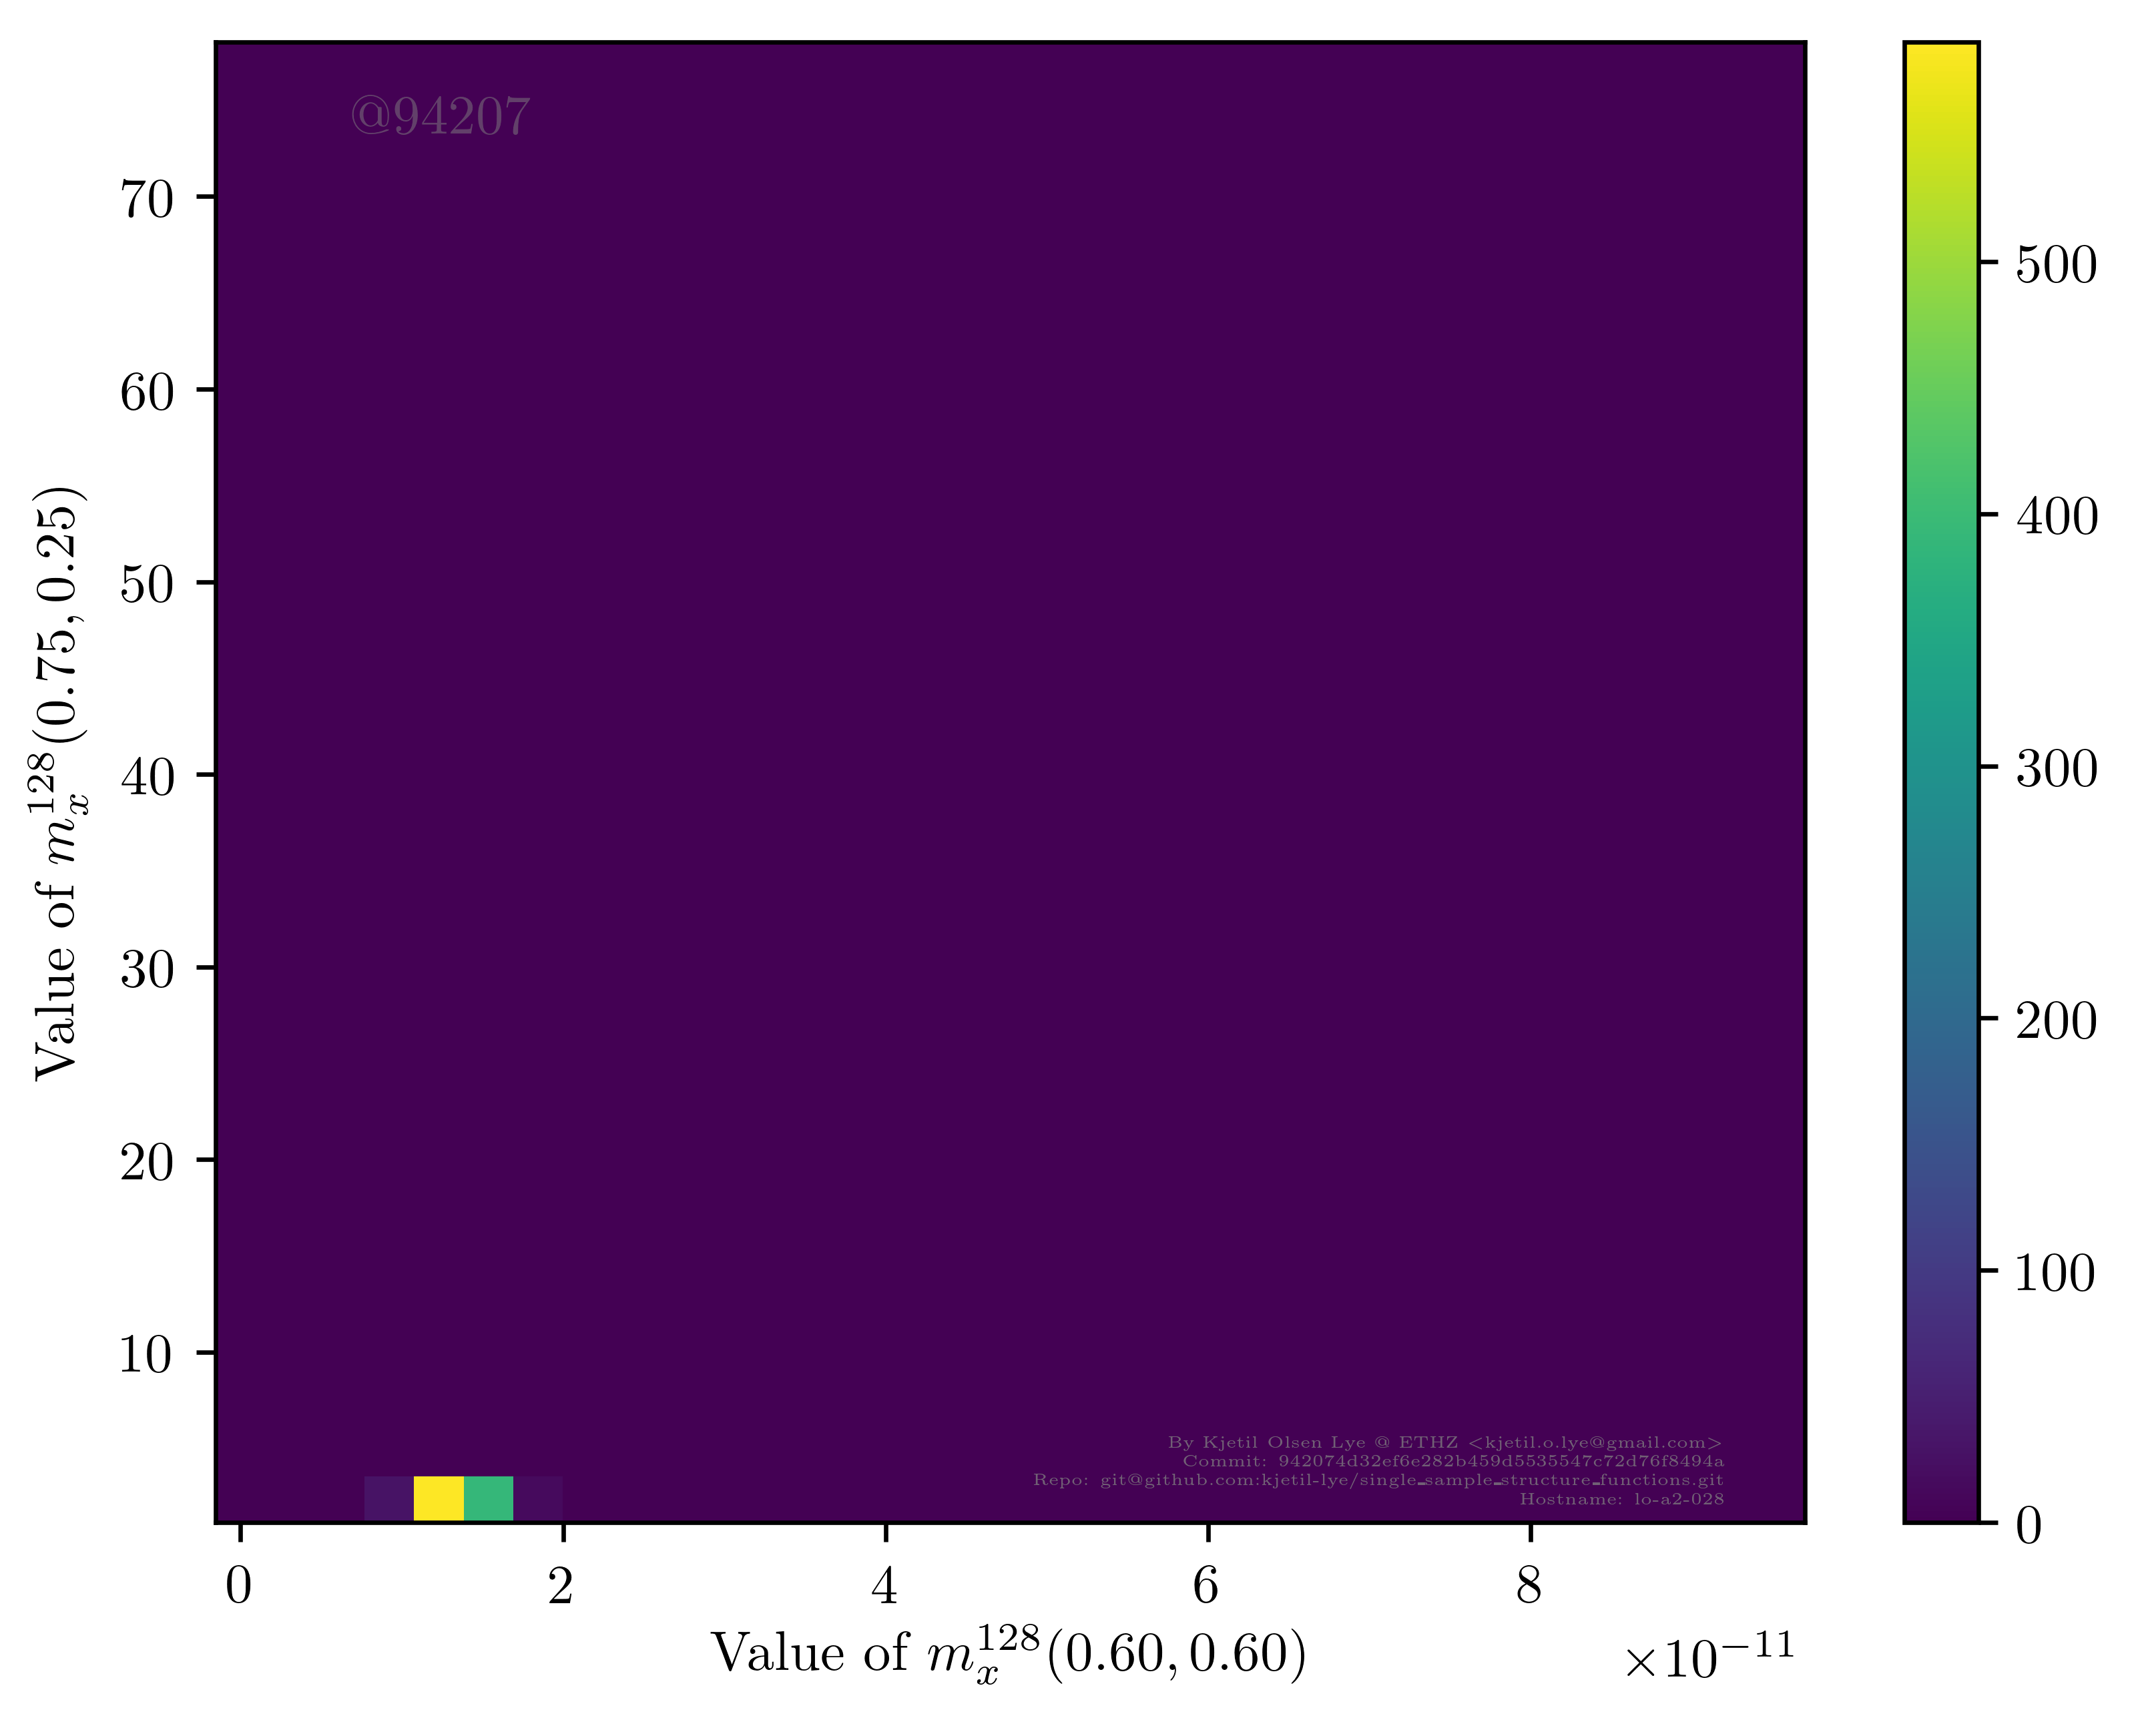 @94207
70
60
50
40
30
20
10
Value of m_x^128(0.75, 0.25)
500
400
300
200
100
0
By Kjetil Olsen Lye @ ETHZ <kjetil.o.lye@gmail.com>
Commit: 942074d32ef6e282b459d5535547c72d76f8494a
Repo: git@github.com:kjetil-lye/single_sample_structure_functions.git
Hostname: lo-a2-028
0 2 4 6 8
Value of m_x^128(0.60, 0.60)
×10^−11